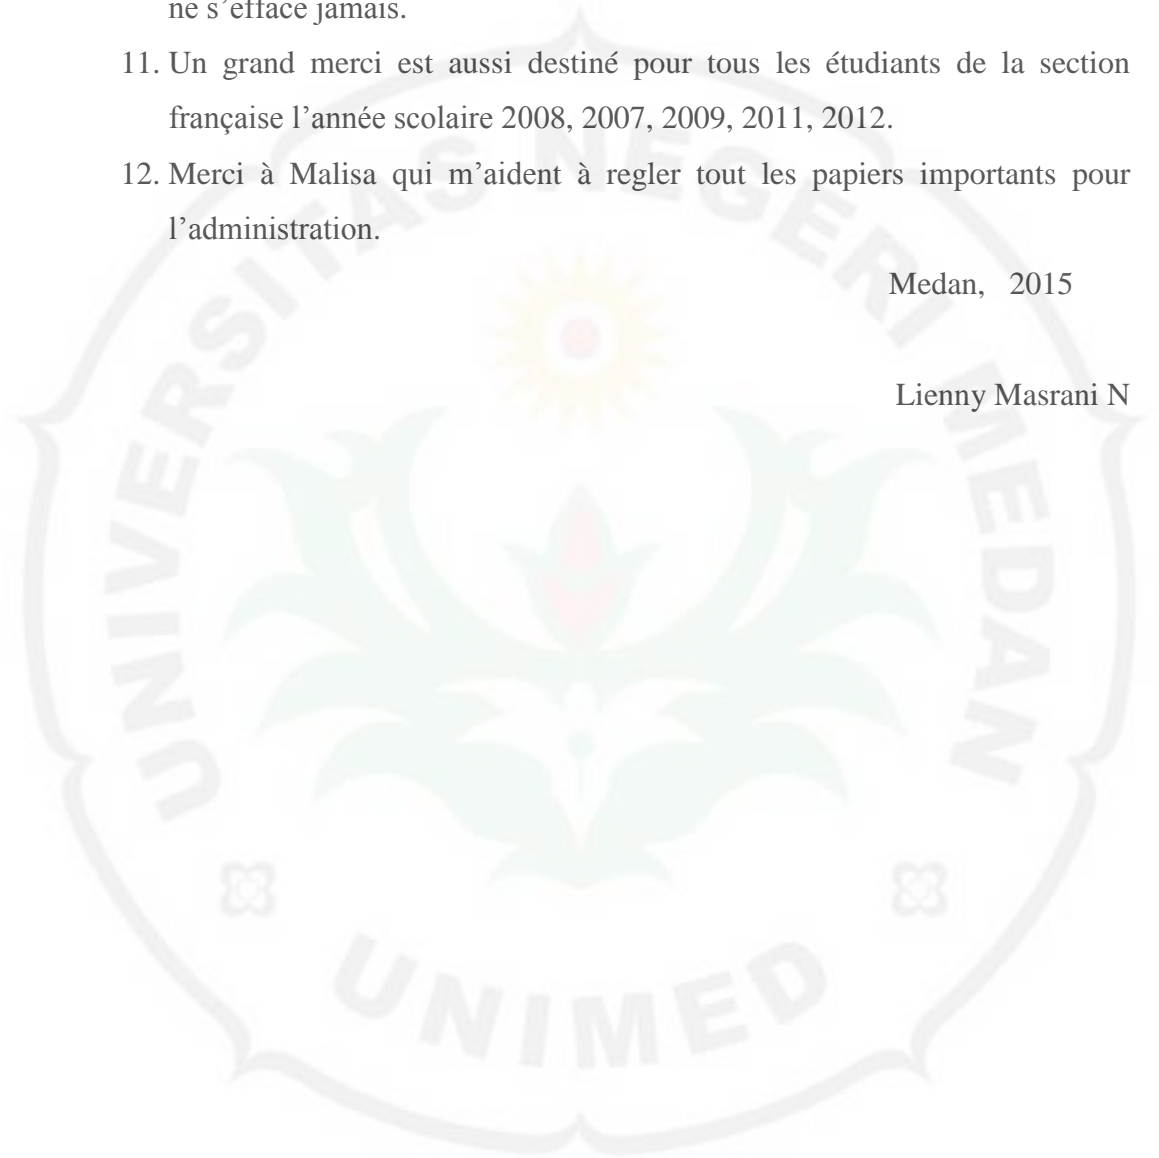 ne s’efface jamais.
11. Un grand merci est aussi destiné pour tous les étudiants de la section
française l’année scolaire 2008, 2007, 2009, 2011, 2012.
12. Merci à Malisa qui m’aident à regler tout les papiers importants pour
l’administration.
Medan, 2015
Lienny Masrani N
UNIVERSITAS NEGERI MEDAN
UNIMED